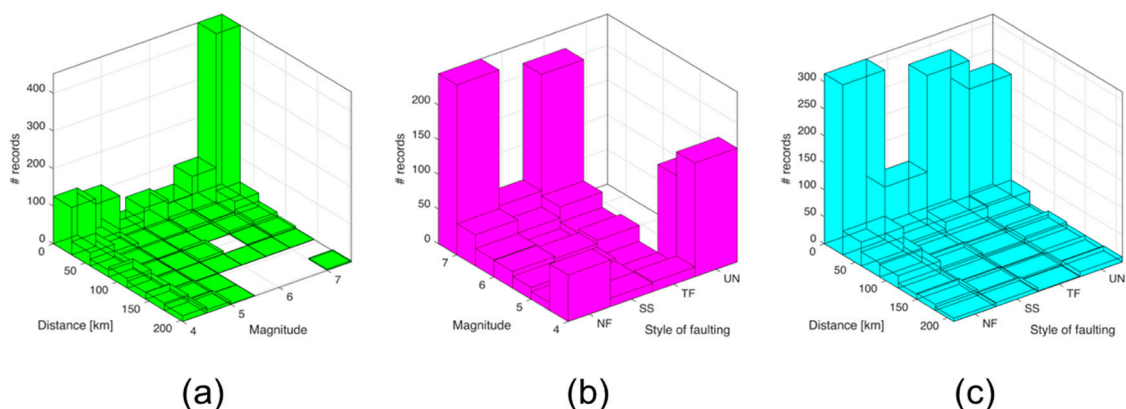 # records
400
300
200
100
0
50
100
150
200
Distance [km]
4
5
6
7
Magnitude
(a)
# records
200
150
100
50
0
7
6
5
4
Magnitude
NF
SS
TF
UN
Style of faulting
(b)
# records
300
250
200
150
100
50
0
50
100
150
200
Distance [km]
NF
SS
TF
UN
Style of faulting
(c)